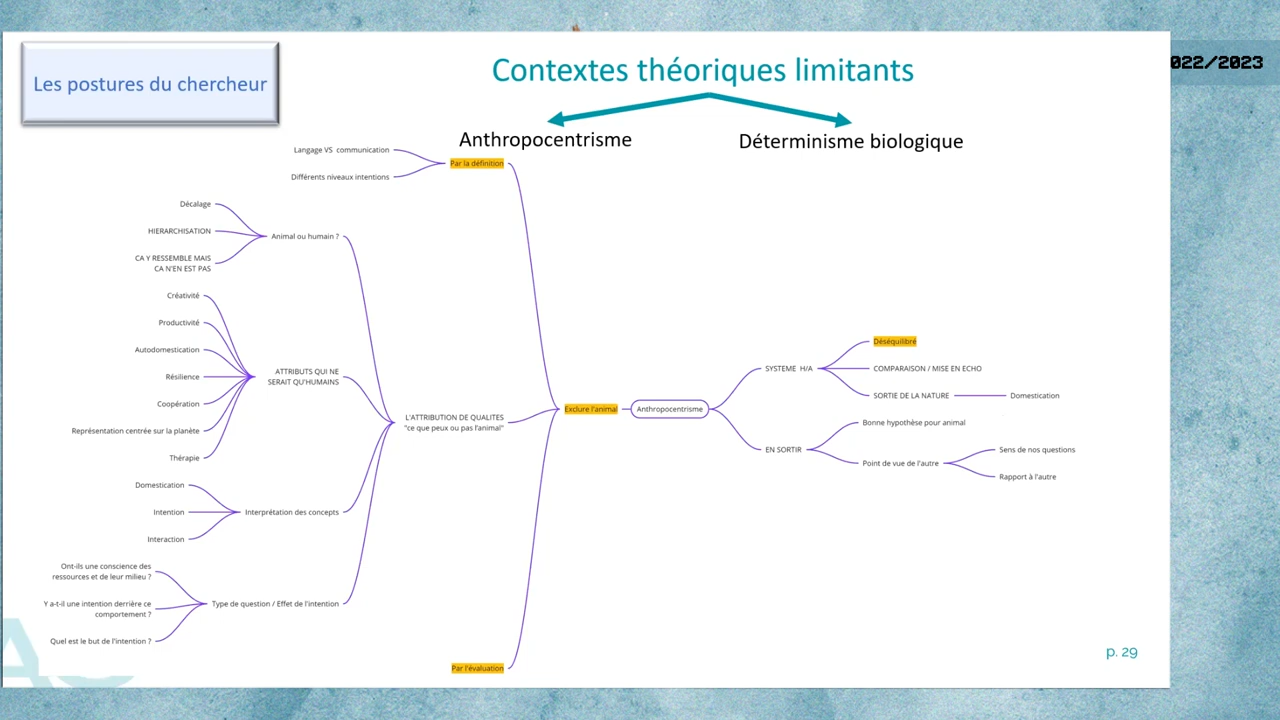 Les postures du chercheur
Contextes théoriques limitants
022/2023
Anthropocentrisme
Déterminisme biologique
Langage VS communication
Par la définition
Différents niveaux intentions
Décalage
HIERARCHISATION
Animal ou humain ?
CA Y RESSEMBLE MAIS
CA N'EN EST PAS
Créativité
Productivité
Autodomestication
Résilience
ATTRIBUTS QUI NE
SERAIT QU'HUMAINS
Coopération
Représentation centrée sur la planète
Thérapie
L'ATTRIBUTION DE QUALITES
"ce que peux ou pas l'animal"
Domestication
Intention
Interprétation des concepts
Interaction
Ont-ils une conscience des
ressources et de leur milieu ?
Y a-t-il une intention derrière ce
comportement ?
Type de question / Effet de l'intention
Quel est le but de l'intention ?
Par l'évaluation
Exclure l'animal
Anthropocentrisme
SYSTEME H/A
Déséquilibre
COMPARAISON / MISE EN ECHO
SORTIE DE LA NATURE
Domestication
EN SORTIR
Bonne hypothèse pour animal
Point de vue de l'autre
Sens de nos questions
Rapport à l'autre
p. 29